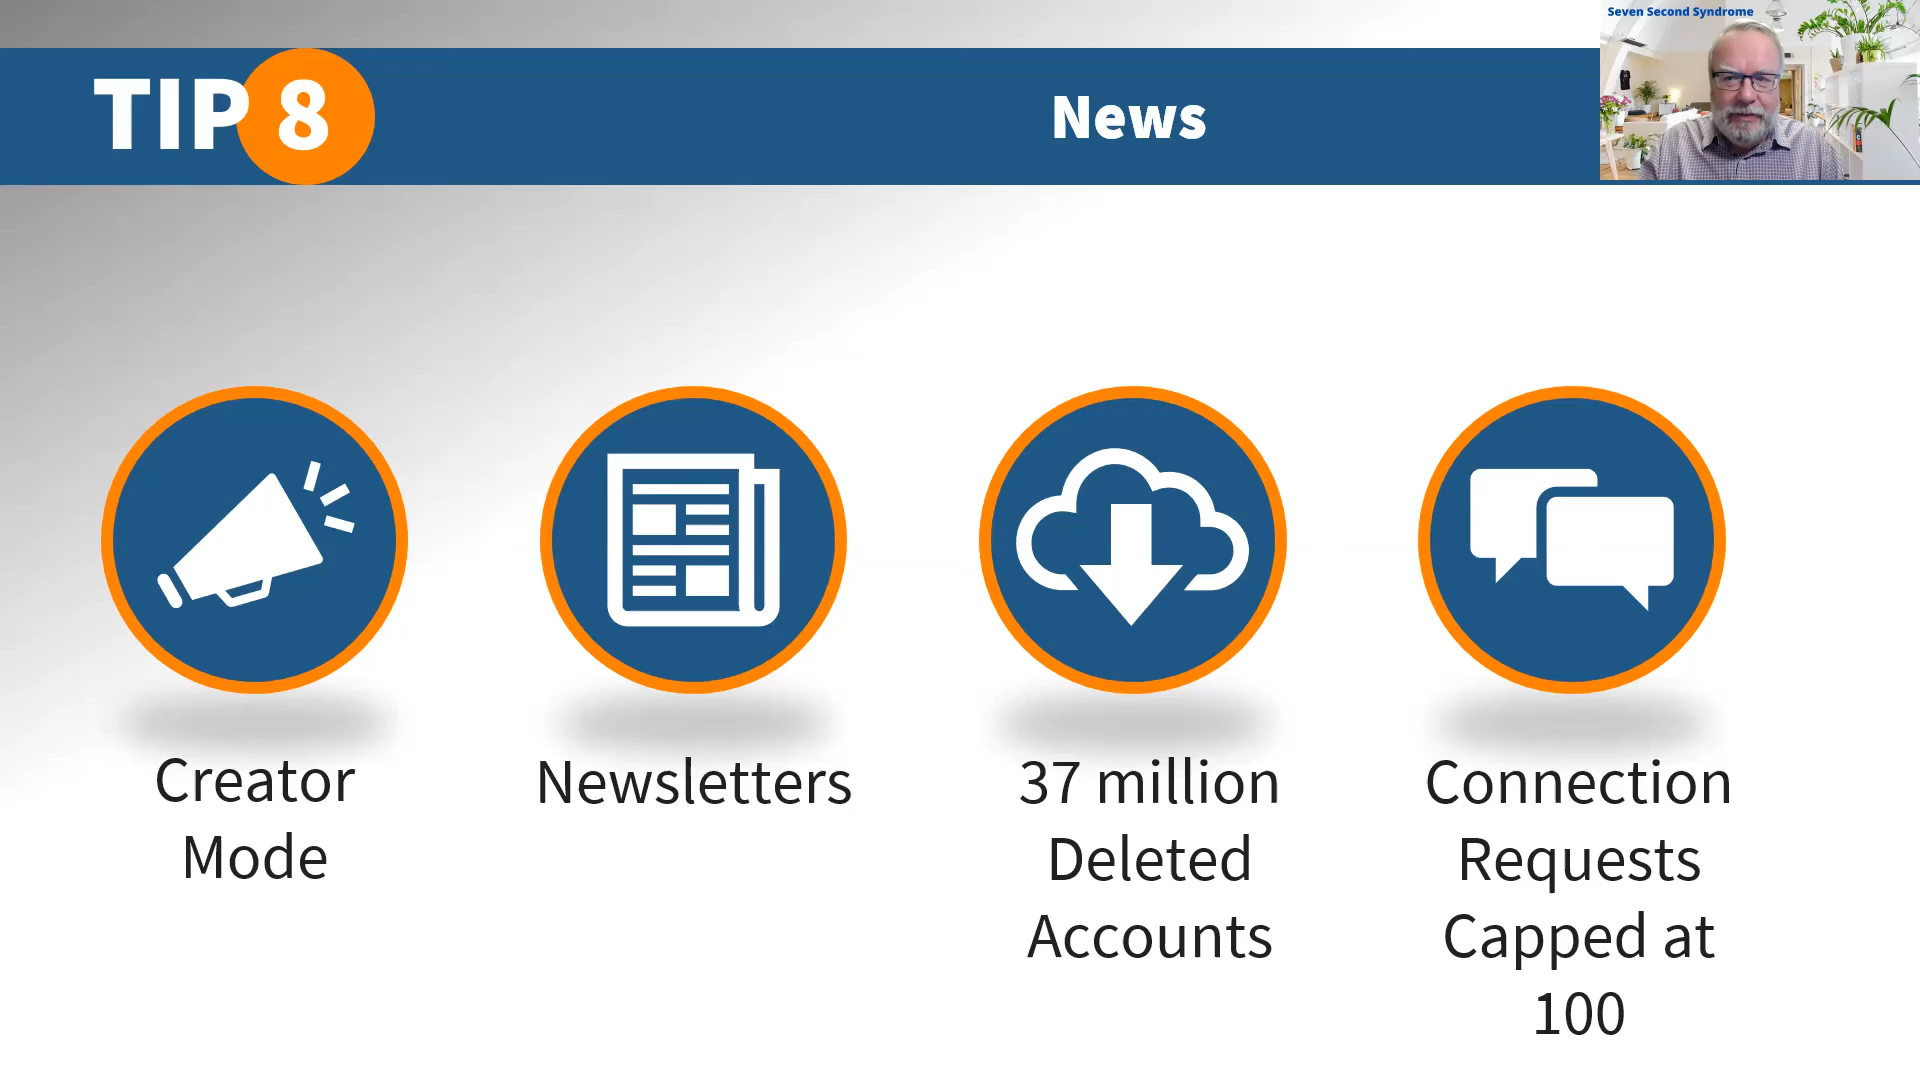 Seven Second Syndrome
TIP 8
News
Creator
Mode
Newsletters
37 million
Deleted
Accounts
Connection
Requests
Capped at
100